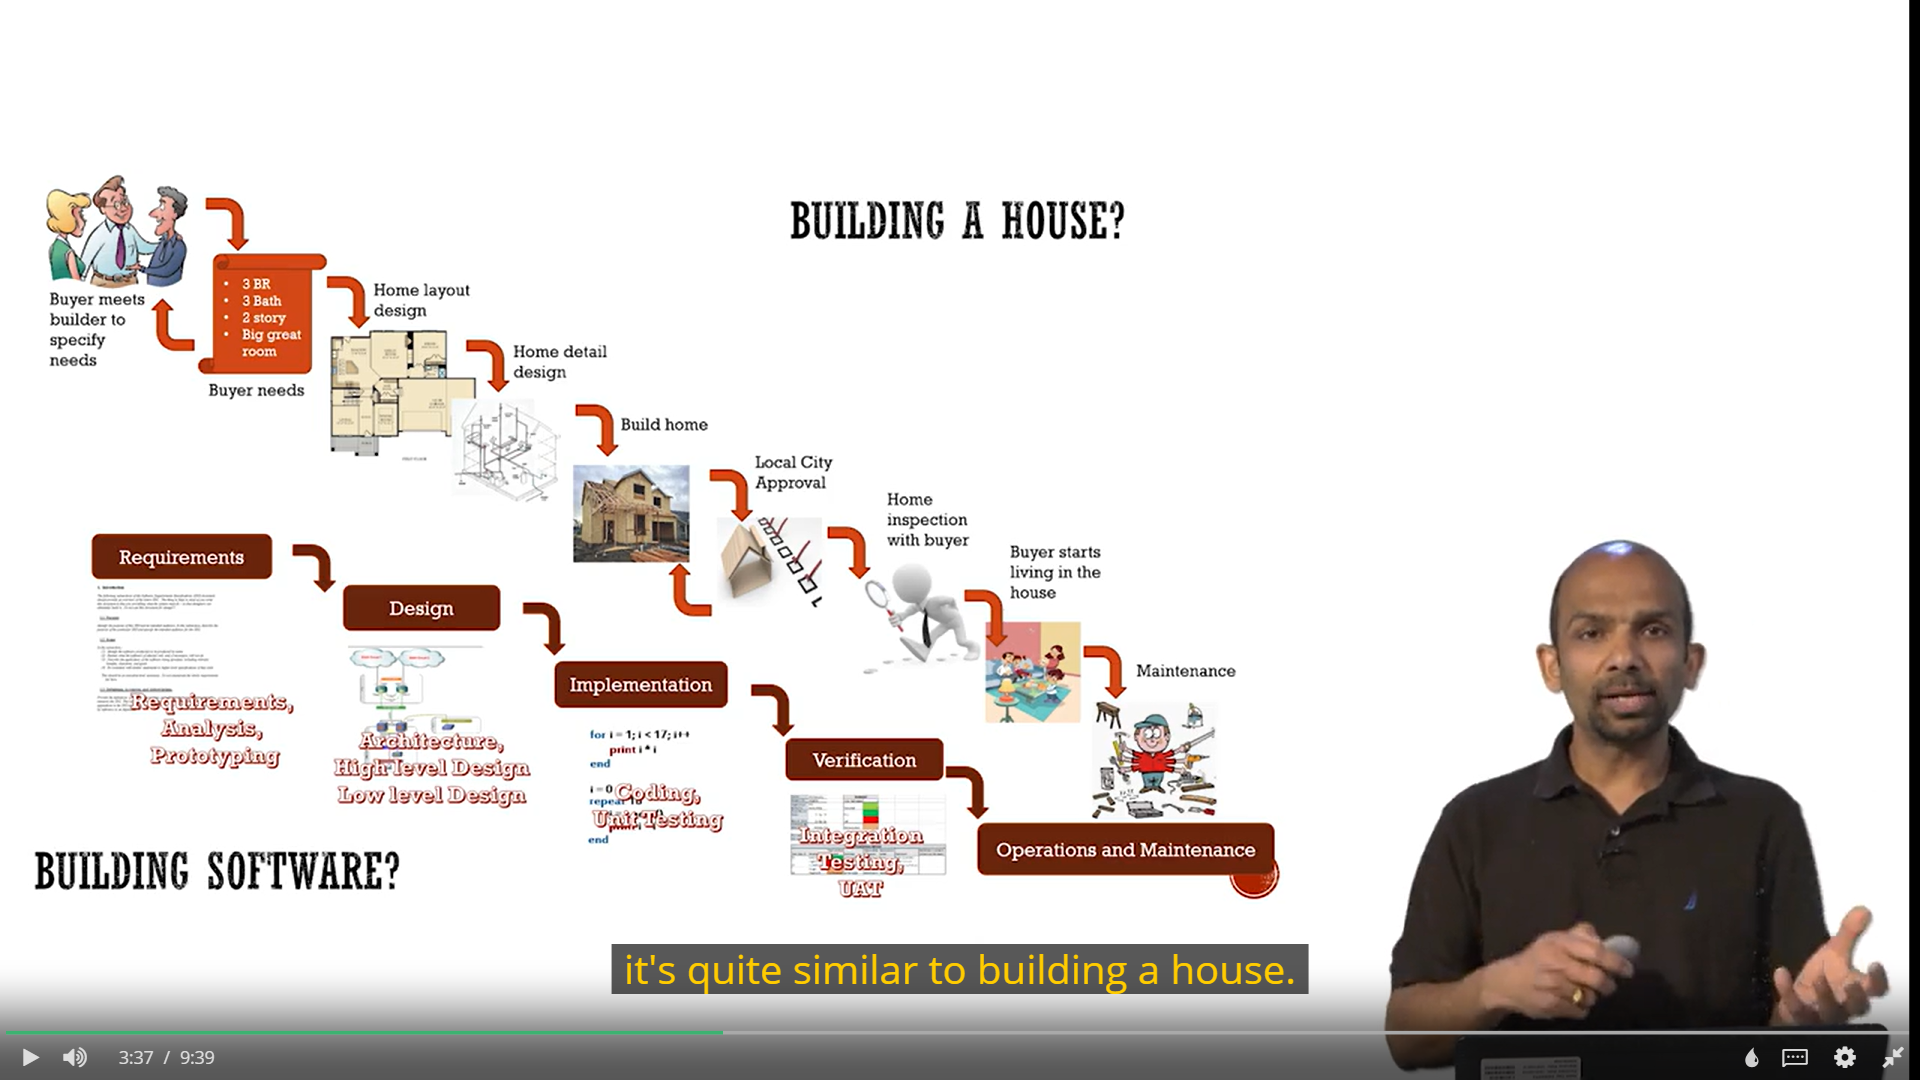 BUILDING A HOUSE?
Buyer meets
builder to
specify
needs
• 3 BR
• 3 Bath
• 2 story
• Big great
room
Buyer needs
Home layout
design
Home detail
design
Build home
Local City
Approval
Home
inspection
with buyer
Buyer starts
living in the
house
Maintenance
Requirements
Requirements,
Analysis,
Prototyping
Design
Architecture,
High level Design
Low level Design
Implementation
for i = 1; i < 17; i++
print i * i
end
i = 0
repeat
end
Coding,
Unit Testing
Verification
Integration
Testing,
UAT
Operations and Maintenance
BUILDING SOFTWARE?
it's quite similar to building a house.
3:37 / 9:39